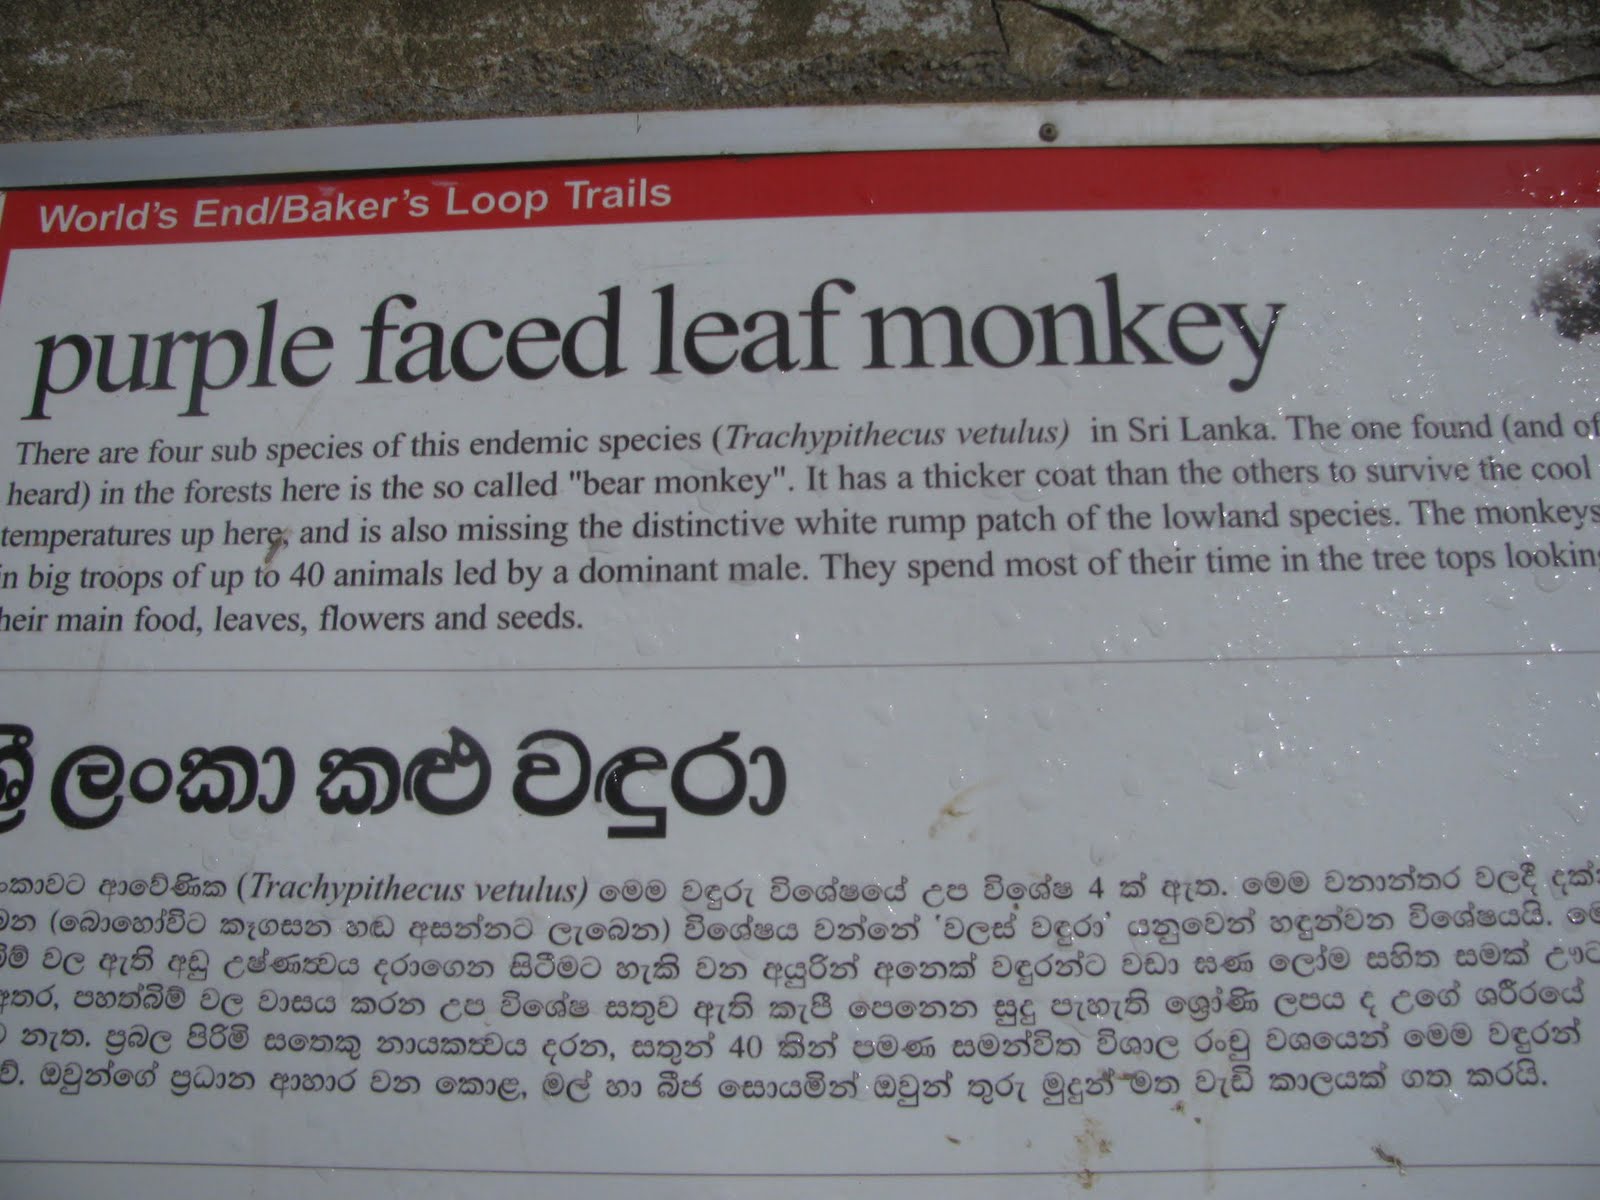 World's End/Baker's Loop Trails
purple faced leaf monkey
There are four sub species of this endemic species (Trachypithecus vetulus) in Sri Lanka. The one found (and of
heard) in the forests here is the so called "bear monkey". It has a thicker coat than the others to survive the cool
temperatures up here, and is also missing the distinctive white rump patch of the lowland species. The monkeys
in big troops of up to 40 animals led by a dominant male. They spend most of their time in the tree tops looking
heir main food, leaves, flowers and seeds.
ශ්‍රී ලංකා කළු වඳුරා
ංකාවට ආවේණික (Trachypithecus vetulus) මෙම වඳුරු විශේෂයේ උප විශේෂ 4 ක් ඇත. මෙම වනාන්තර වලදී
(බොහෝවිට කෑගසන හඬ අසන්නට ලැබෙන) විශේෂය වන්නේ 'වලස් වඳුරා' යනුවෙන් හඳුන්වන විශේෂයයි.
වල ඇති අඩු උෂ්ණත්වය දරාගෙන සිටීමට හැකි වන අයුරින් අනෙක් වඳුරන්ට වඩා ඝණ ලෝම සහිත සමක් ඌට
අතර, පහත්බිම් වල වාසය කරන උප විශේෂ සතුව ඇති කැපී පෙනෙන සුදු පැහැති ශ්‍රෝණි ලපය ද උගේ ශරීරයේ
නැත. ප්‍රබල පිරිමි සතෙකු නායකත්වය දරන, සතුන් 40 කින් පමණ සමන්විත විශාල රංචු වශයෙන් මෙම වඳුරන්
වේ. ඔවුන්ගේ ප්‍රධාන ආහාර වන කොළ, මල් හා බීජ සොයමින් ඔවුන් තුරු මුදුන් මත වැඩි කාලයක් ගත කරයි.